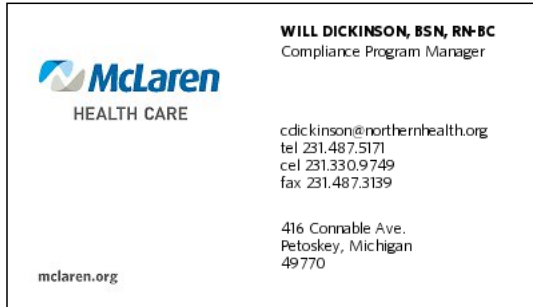 McLaren
HEALTH CARE
mclaren.org
WILL DICKINSON, BSN, RN-BC
Compliance Program Manager
cdickinson@northernhealth.org
tel 231.487.5171
cel 231.330.9749
fax 231.487.3139
416 Connable Ave.
Petoskey, Michigan
49770